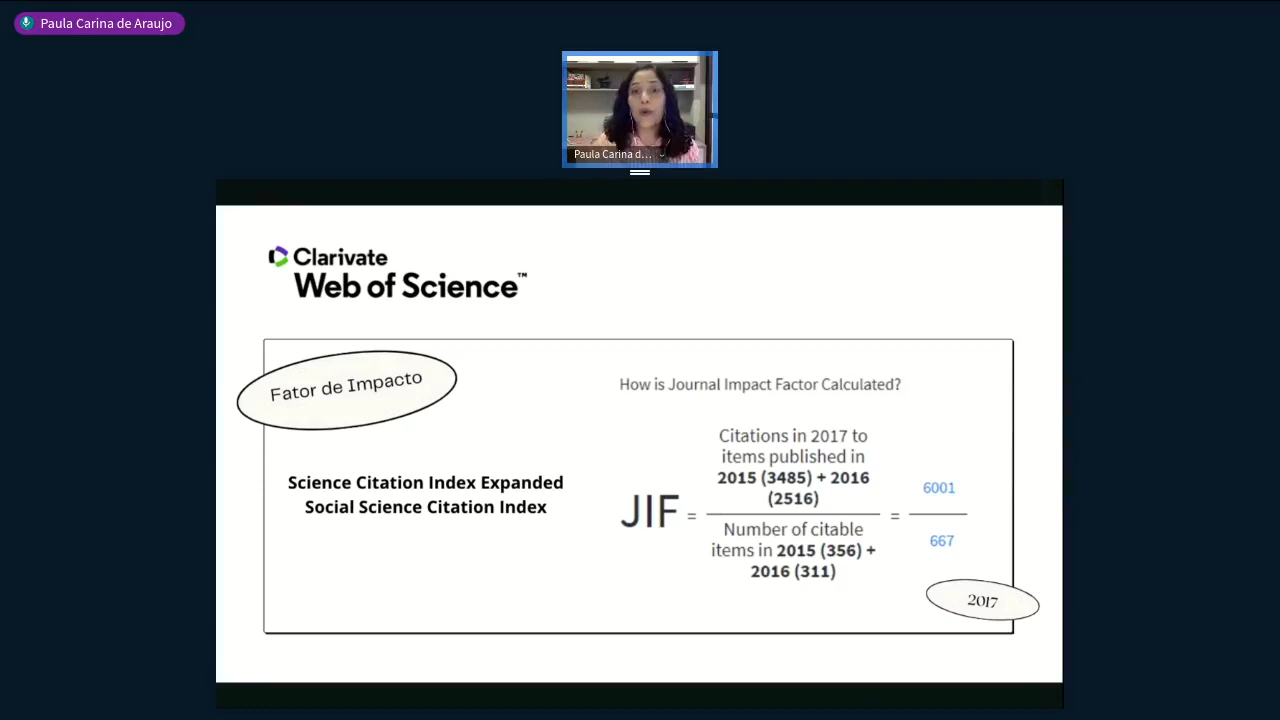 Paula Carina de Araujo
Paula Carina d...
Clarivate
Web of Science™
Fator de Impacto
Science Citation Index Expanded
Social Science Citation Index
How is Journal Impact Factor Calculated?
JIF =
Citations in 2017 to
items published in
2015 (3485) + 2016
(2516)
Number of citable
items in 2015 (356) +
2016 (311)
=
6001
667
2017